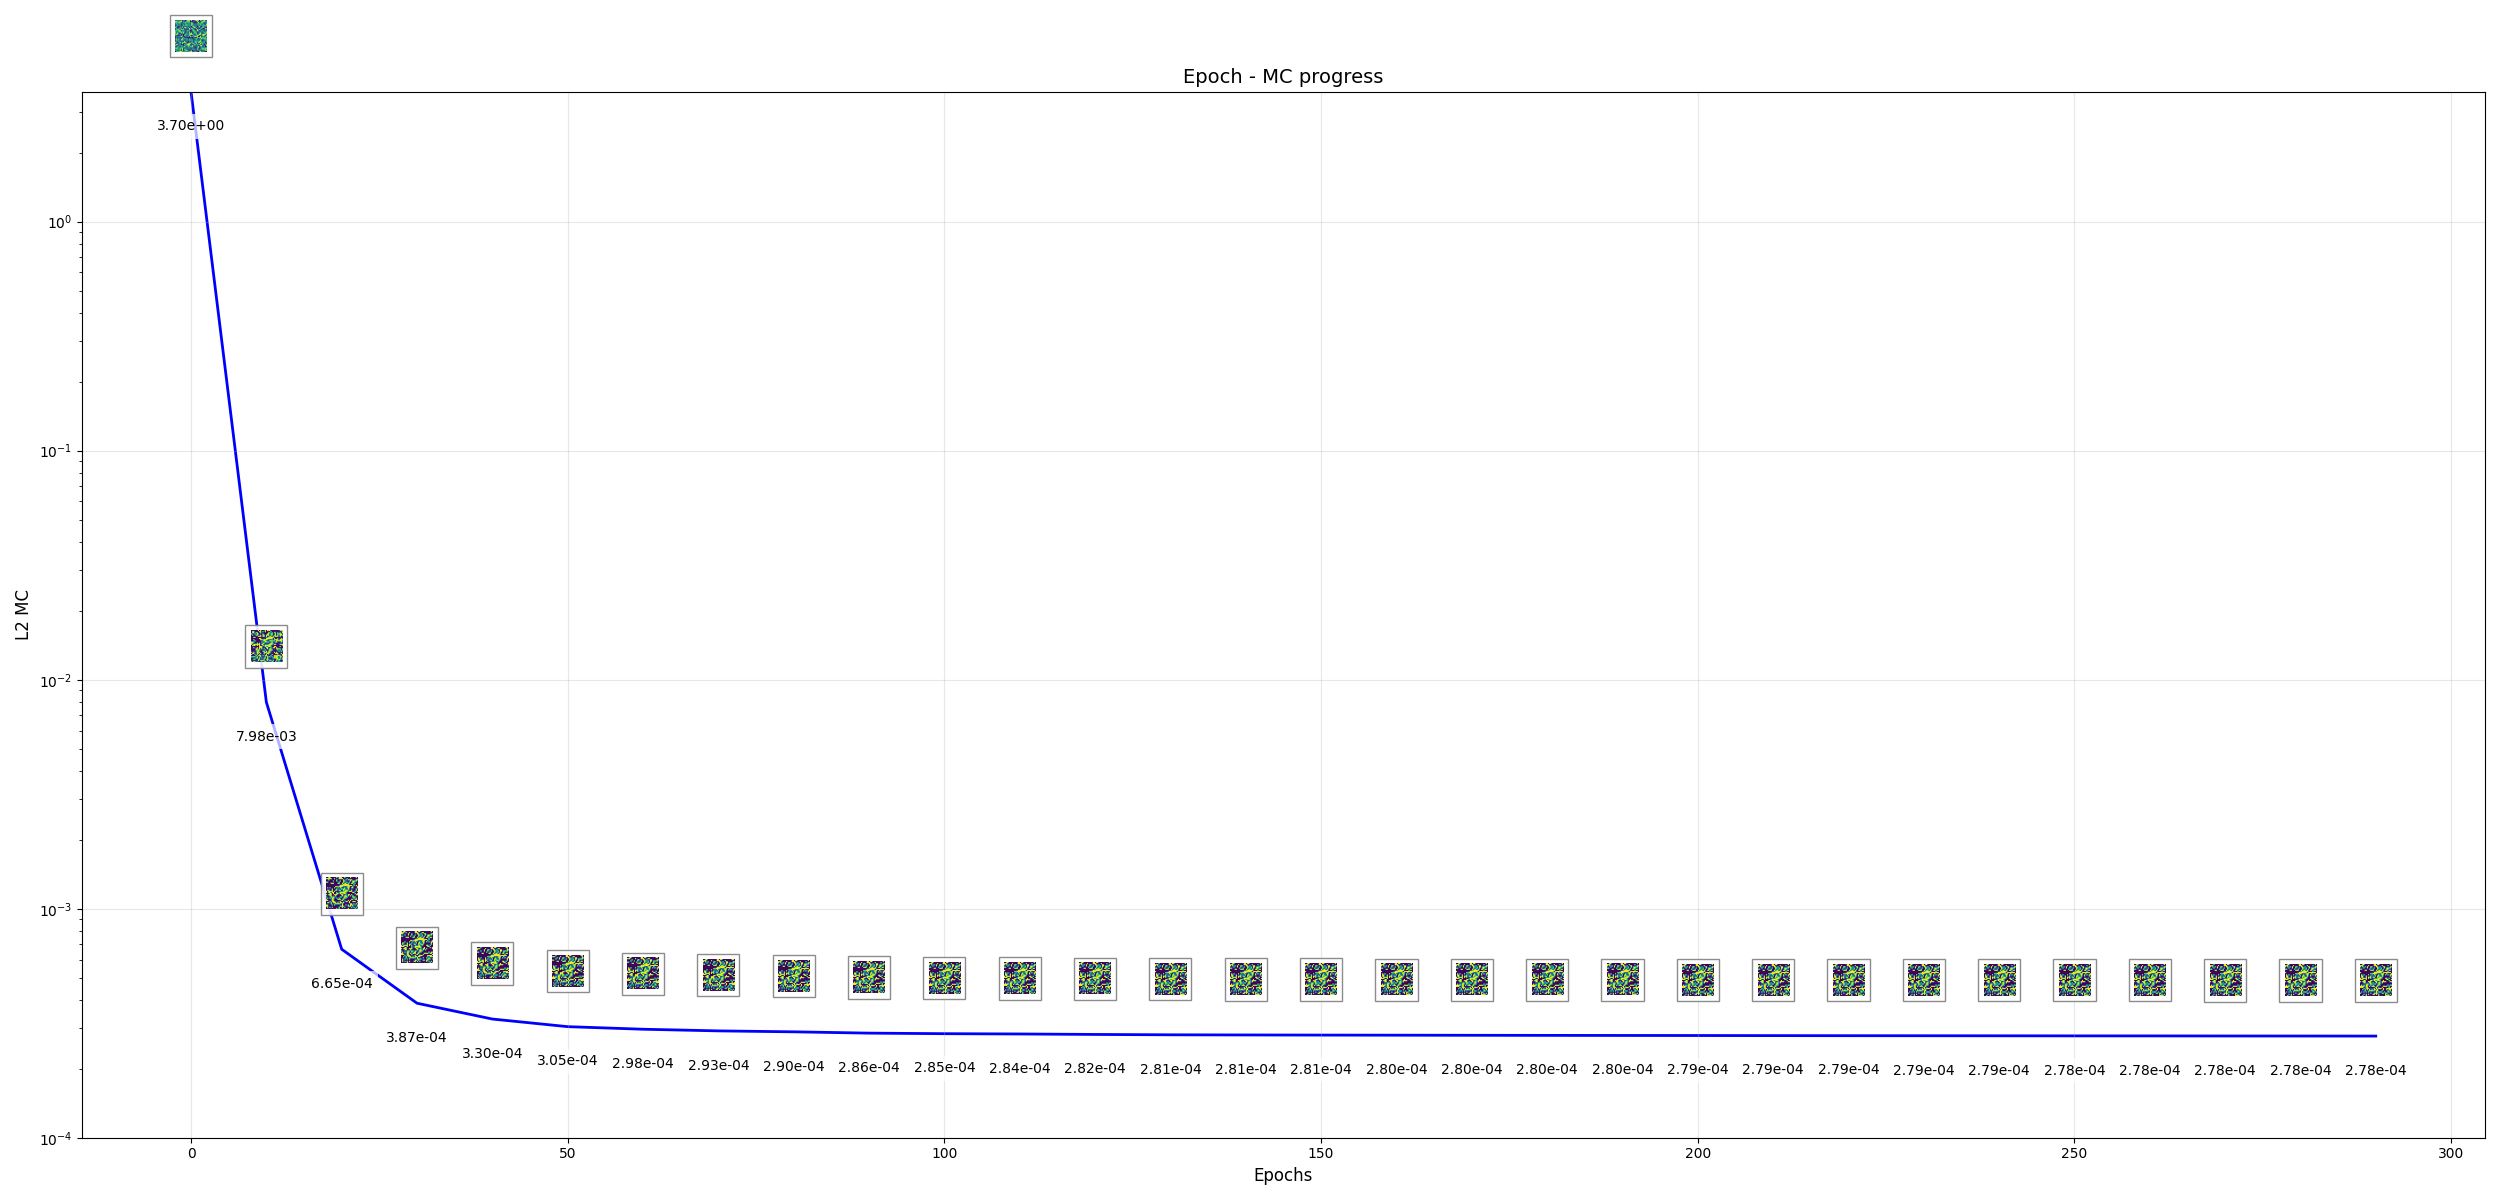 Epoch - MC progress
3.70e+00
10⁰
10⁻¹
L2 MC
10⁻²
7.98e-03
10⁻³
6.65e-04
3.87e-04
3.30e-04
3.05e-04
2.98e-04
2.93e-04
2.90e-04
2.86e-04
2.85e-04
2.84e-04
2.82e-04
2.81e-04
2.81e-04
2.81e-04
2.80e-04
2.80e-04
2.80e-04
2.80e-04
2.79e-04
2.79e-04
2.79e-04
2.79e-04
2.79e-04
2.78e-04
2.78e-04
2.78e-04
2.78e-04
2.78e-04
10⁻⁴
0 50 100 150 200 250 300
Epochs